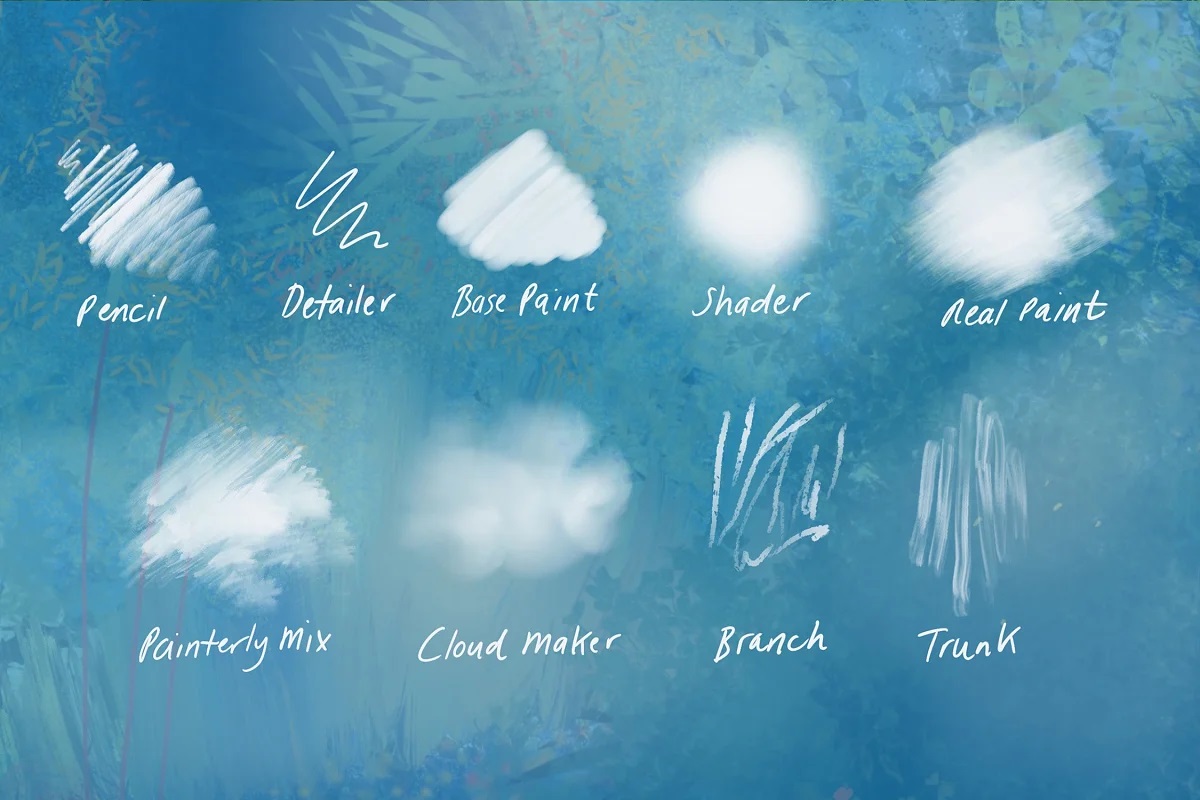 Pencil
Detailer
Base Paint
Shader
Real Paint
Painterly Mix
Cloud Maker
Branch
Trunk